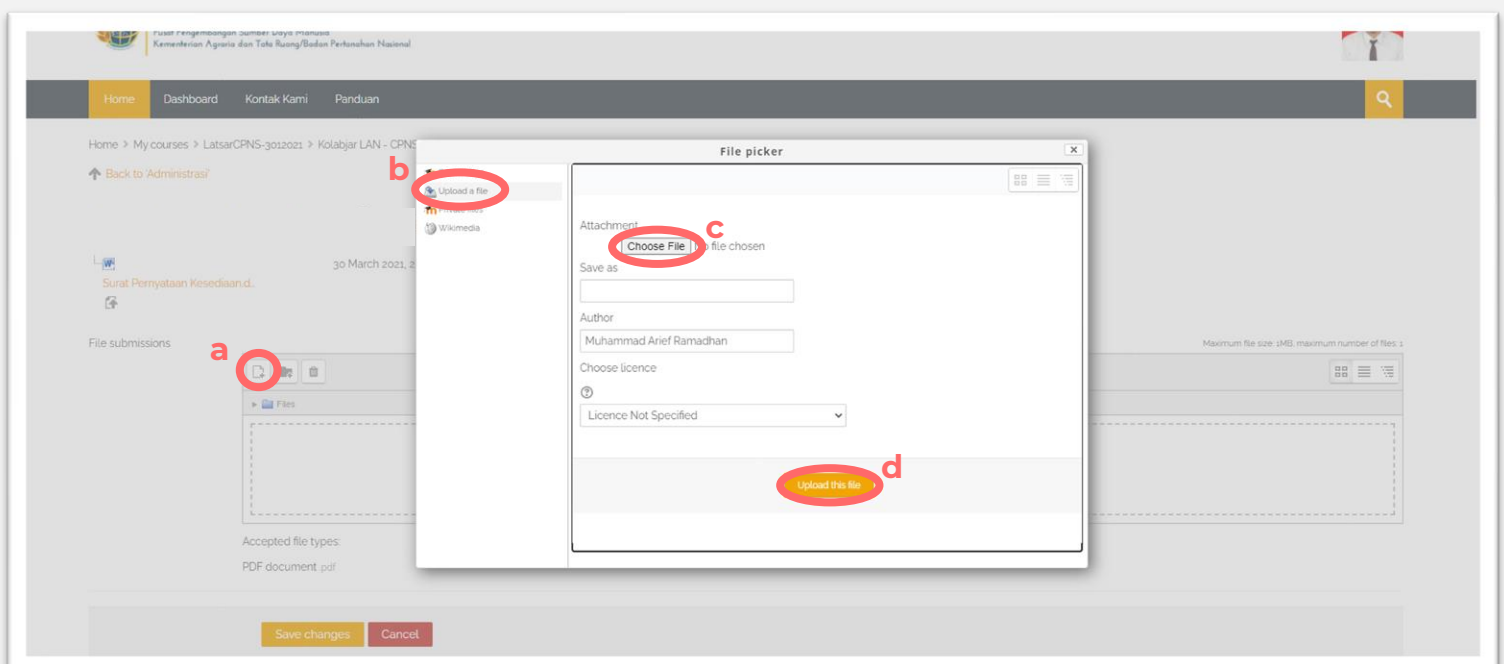 Pusat Pengembangan Sumber Daya Manusia
Kementerian Agraria dan Tata Ruang/Badan Pertanahan Nasional
Home Dashboard Kontak Kami Panduan
Home > My courses > LatsarCPNS-3012021 > Kolabjar LAN - CPNS
Back to 'Administrasi'
File picker
b
Upload a file
Private files
Wikimedia
Attachment
c
Choose File o file chosen
Save as
Author
Muhammad Arief Ramadhan
Choose licence
Licence Not Specified
d
Upload this file
30 March 2021, 2
Surat Pernyataan Kesediaan.d..
File submissions
a
Maximum file size: 1MB, maximum number of files: 1
Files
Accepted file types:
PDF document .pdf
Save changes Cancel